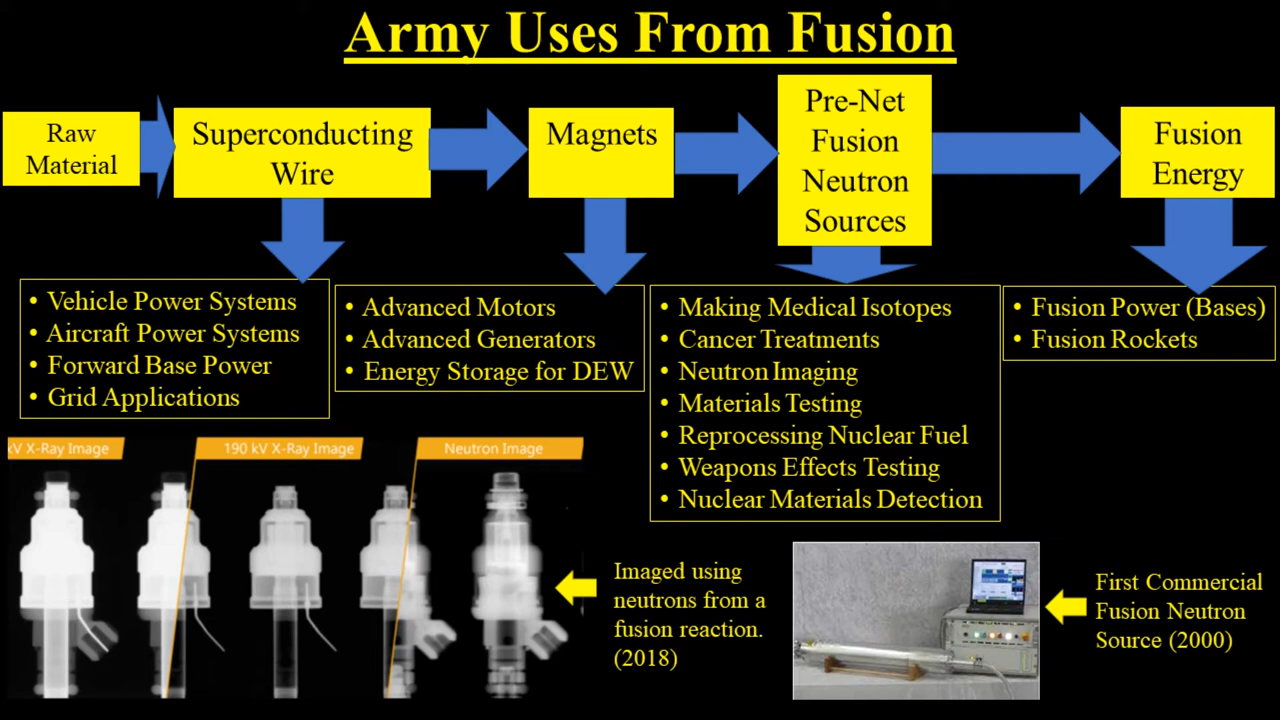 Army Uses From Fusion
Raw
Material
Superconducting
Wire
Magnets
Pre-Net
Fusion
Neutron
Sources
Fusion
Energy
• Vehicle Power Systems
• Aircraft Power Systems
• Forward Base Power
• Grid Applications
• Advanced Motors
• Advanced Generators
• Energy Storage for DEW
• Making Medical Isotopes
• Cancer Treatments
• Neutron Imaging
• Materials Testing
• Reprocessing Nuclear Fuel
• Weapons Effects Testing
• Nuclear Materials Detection
• Fusion Power (Bases)
• Fusion Rockets
kV X-Ray Image
190 kV X-Ray Image
Neutron Image
Imaged using
neutrons from a
fusion reaction.
(2018)
First Commercial
Fusion Neutron
Source (2000)